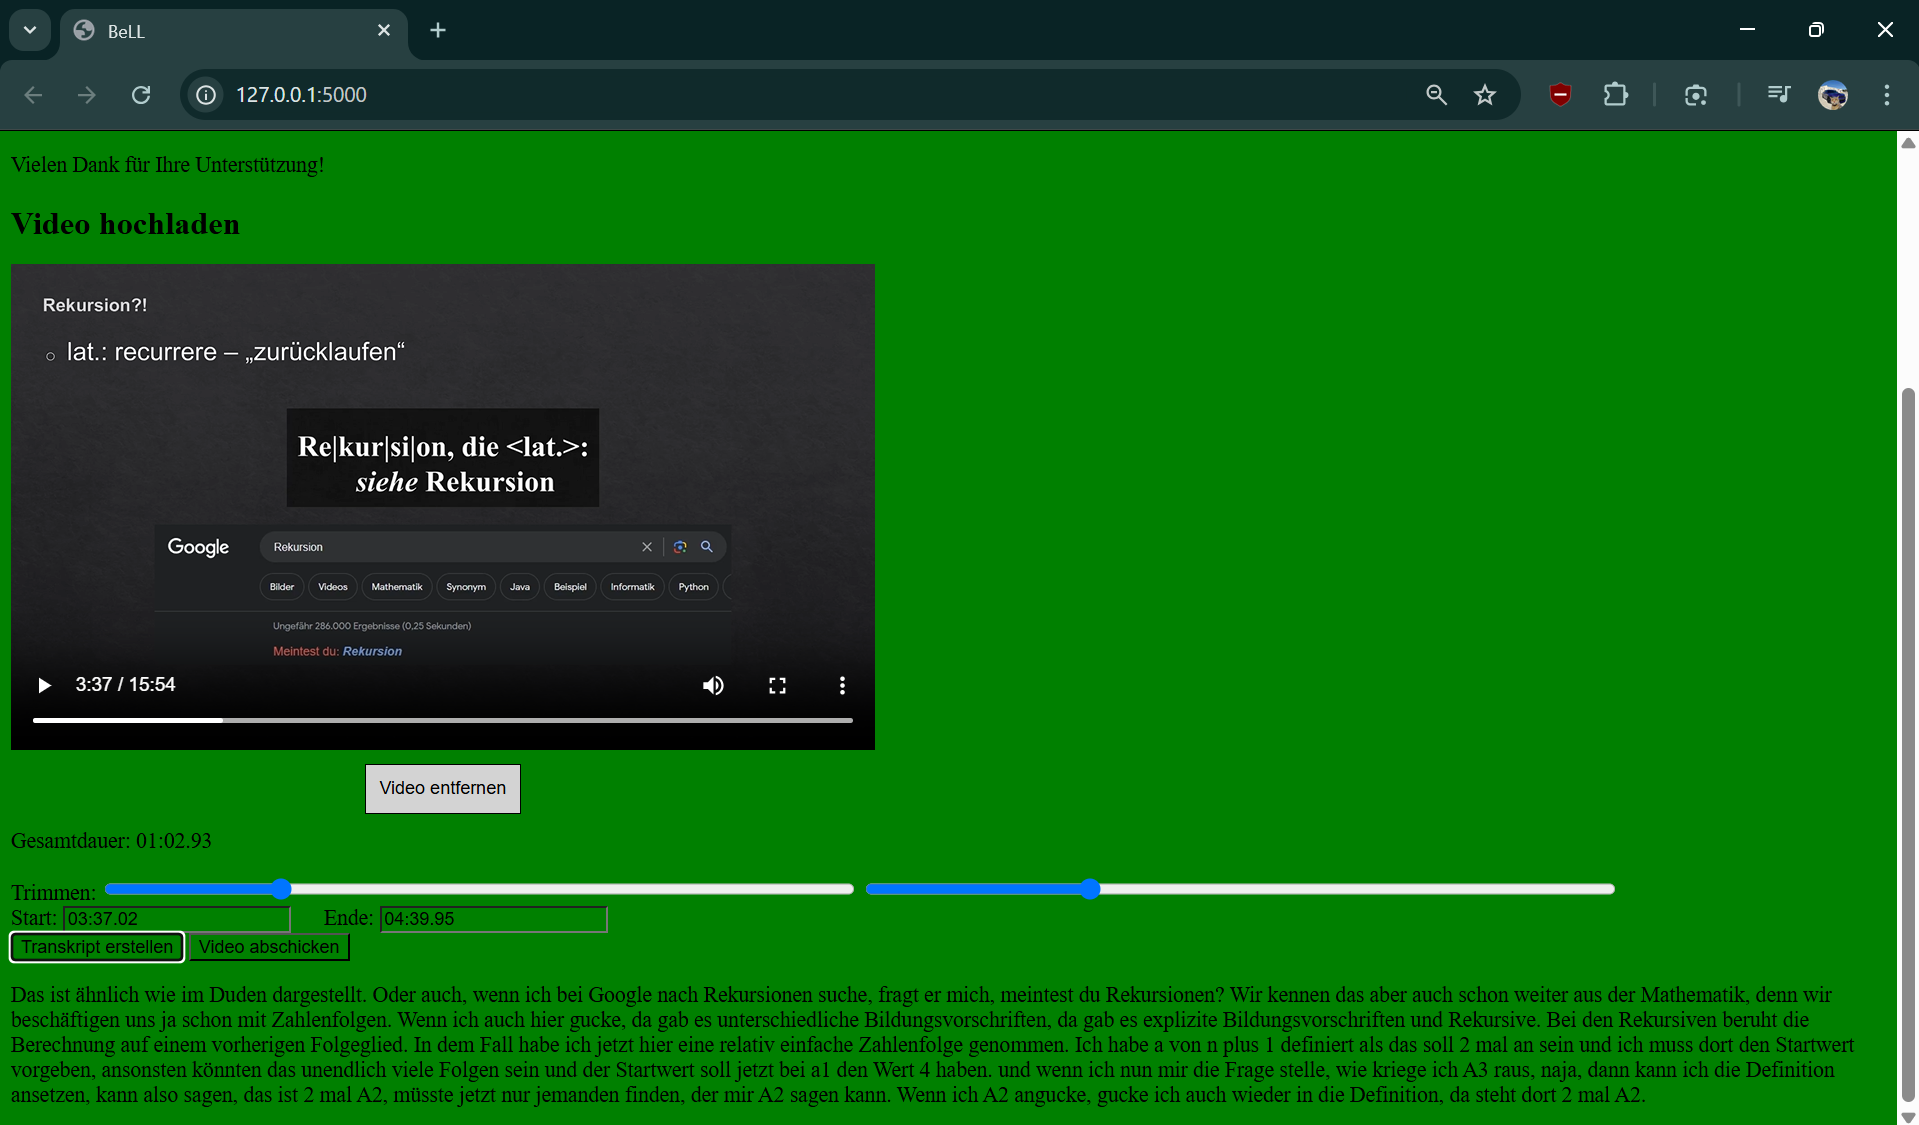 BeLL
127.0.0.1:5000
Vielen Dank für Ihre Unterstützung!
Video hochladen
Rekursion?!
○ lat.: recurrere – „zurücklaufen“
Re|kur|si|on, die <lat.>:
siehe Rekursion
Google Rekursion
Bilder Videos Mathematik Synonym Java Beispiel Informatik Python
Ungefähr 286.000 Ergebnisse (0,25 Sekunden)
Meintest du: Rekursion
3:37 / 15:54
Video entfernen
Gesamtdauer: 01:02.93
Trimmen:
Start: 03:37.02 Ende: 04:39.95
Transkript erstellen Video abschicken
Das ist ähnlich wie im Duden dargestellt. Oder auch, wenn ich bei Google nach Rekursionen suche, fragt er mich, meintest du Rekursionen? Wir kennen das aber auch schon weiter aus der Mathematik, denn wir
beschäftigen uns ja schon mit Zahlenfolgen. Wenn ich auch hier gucke, da gab es unterschiedliche Bildungsvorschriften, da gab es explizite Bildungsvorschriften und Rekursive. Bei den Rekursiven beruht die
Berechnung auf einem vorherigen Folgeglied. In dem Fall habe ich jetzt hier eine relativ einfache Zahlenfolge genommen. Ich habe a von n plus 1 definiert als das soll 2 mal an sein und ich muss dort den Startwert
vorgeben, ansonsten könnten das unendlich viele Folgen sein und der Startwert soll jetzt bei a1 den Wert 4 haben. und wenn ich nun mir die Frage stelle, wie kriege ich A3 raus, naja, dann kann ich die Definition
ansetzen, kann also sagen, das ist 2 mal A2, müsste jetzt nur jemanden finden, der mir A2 sagen kann. Wenn ich A2 angucke, gucke ich auch wieder in die Definition, da steht dort 2 mal A2.